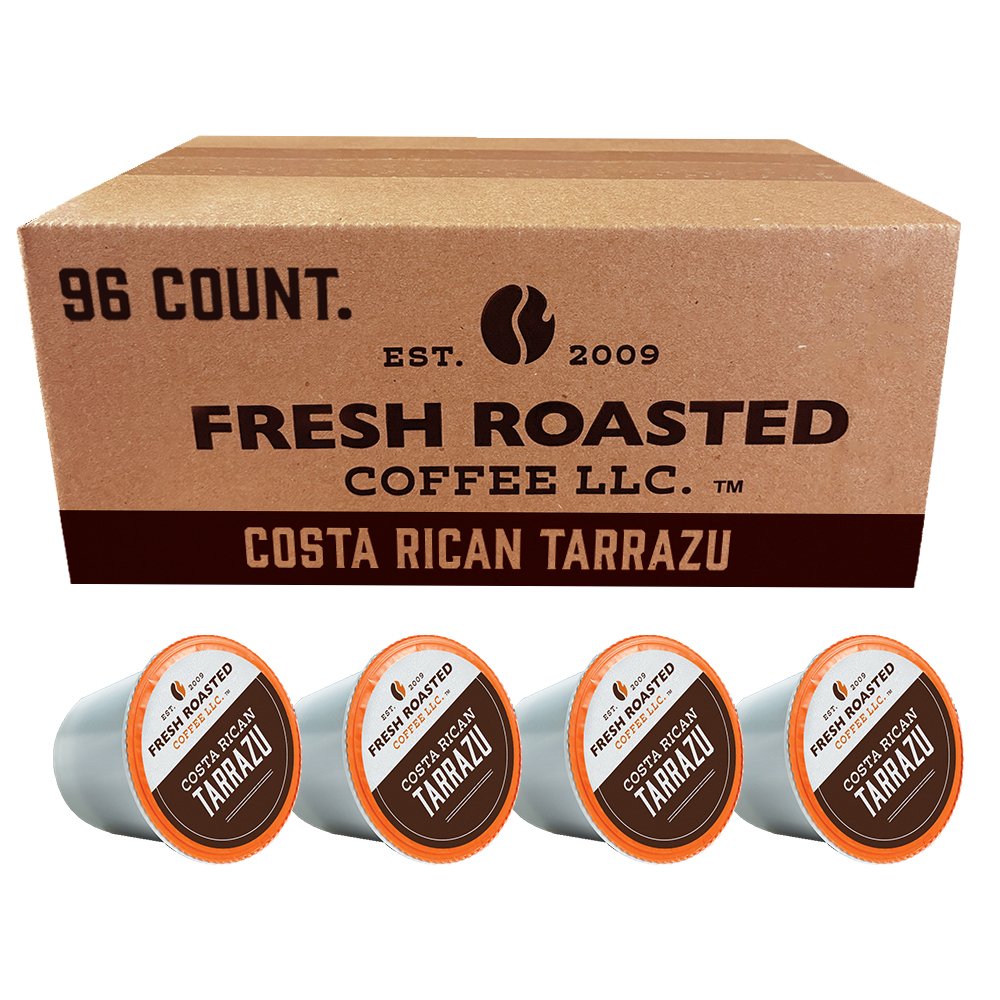 96 COUNT.
EST. 2009
FRESH ROASTED
COFFEE LLC. ™
COSTA RICAN TARRAZU
EST. 2009
FRESH ROASTED
COFFEE LLC.™
COSTA RICAN
TARRAZU
EST. 2009
FRESH ROASTED
COFFEE LLC.™
COSTA RICAN
TARRAZU
EST. 2009
FRESH ROASTED
COFFEE LLC.™
COSTA RICAN
TARRAZU
EST. 2009
FRESH ROASTED
COFFEE LLC.™
COSTA RICAN
TARRAZU